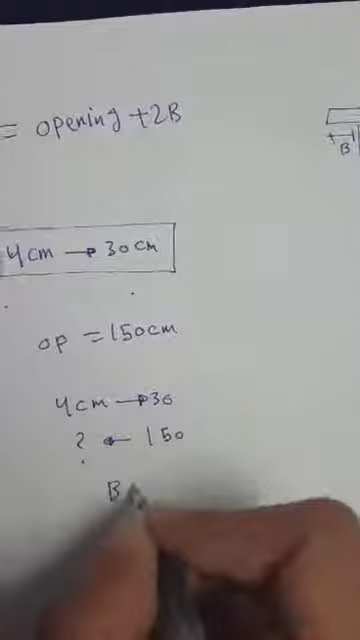 = opening + 2B
B
4cm → 30cm
op = 150cm
4cm → 30
? ← 150
B